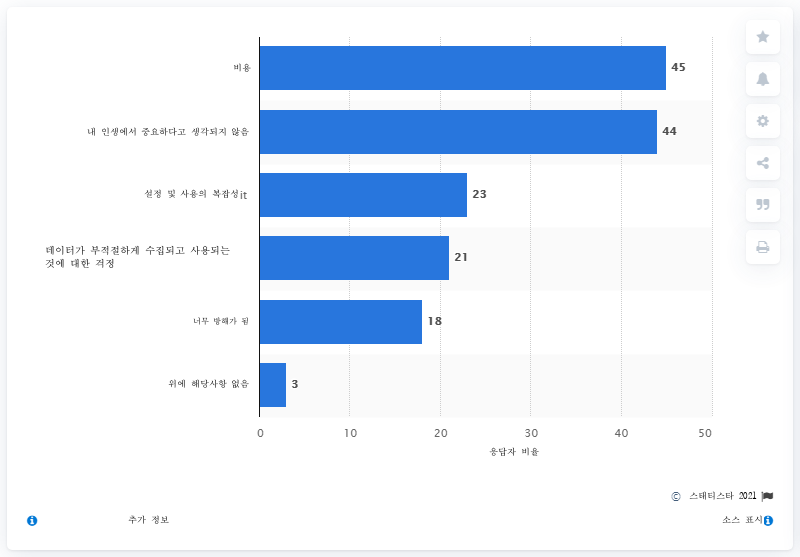 비용
45
내 인생에서 중요하다고 생각되지 않음
44
설정 및 사용의 복잡성it
23
데이터가 부적절하게 수집되고 사용되는
것에 대한 걱정
21
너무 방해가 됨
18
위에 해당사항 없음
3
0 10 20 30 40 50
응답자 비율
© 스태티스타 2021
추가 정보
소스 표시